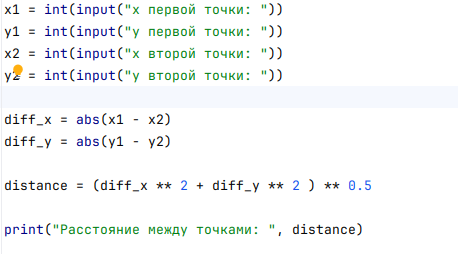 x1 = int(input("x первой точки: "))
y1 = int(input("y первой точки: "))
x2 = int(input("x второй точки: "))
y2 = int(input("y второй точки: "))
diff_x = abs(x1 - x2)
diff_y = abs(y1 - y2)
distance = (diff_x ** 2 + diff_y ** 2 ) ** 0.5
print("Расстояние между точками: ", distance)